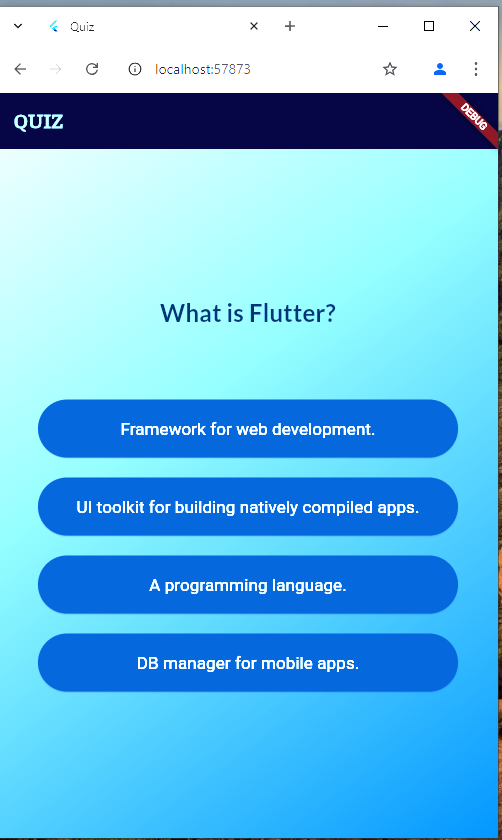 Quiz
localhost:57873
QUIZ
DEBUG
What is Flutter?
Framework for web development.
UI toolkit for building natively compiled apps.
A programming language.
DB manager for mobile apps.